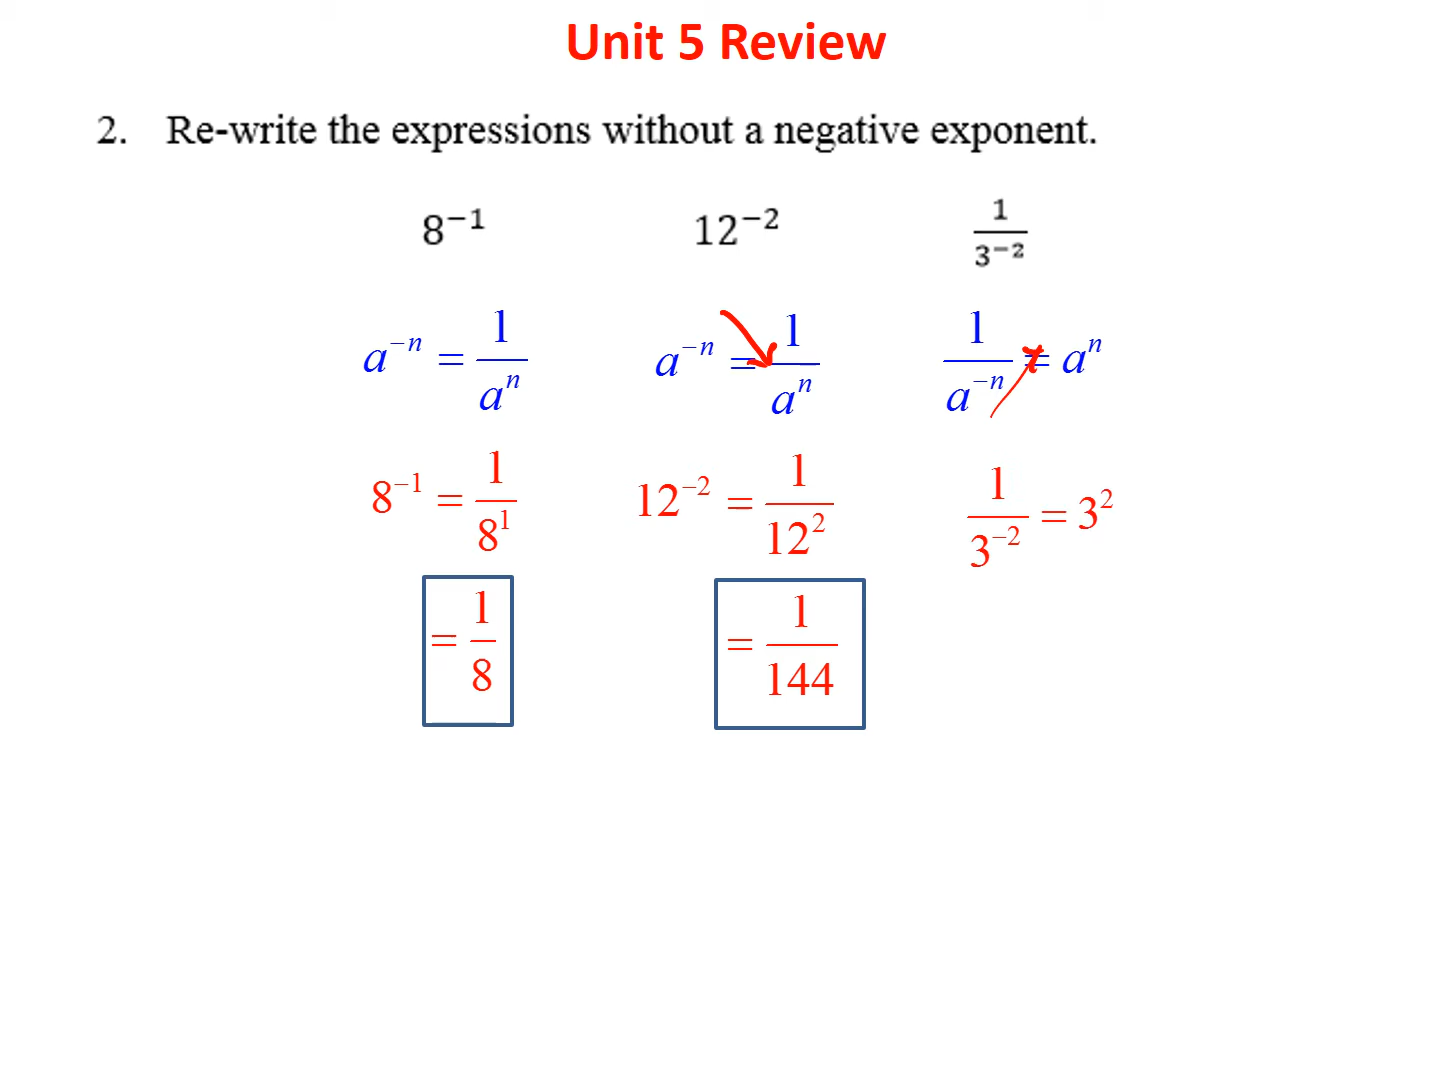 Unit 5 Review
2. Re-write the expressions without a negative exponent.
8⁻¹ 12⁻² 1/3⁻²
a⁻ⁿ = 1/aⁿ a⁻ⁿ = 1/aⁿ 1/a⁻ⁿ = aⁿ
8⁻¹ = 1/8¹ 12⁻² = 1/12² 1/3⁻² = 3²
= 1/8 = 1/144